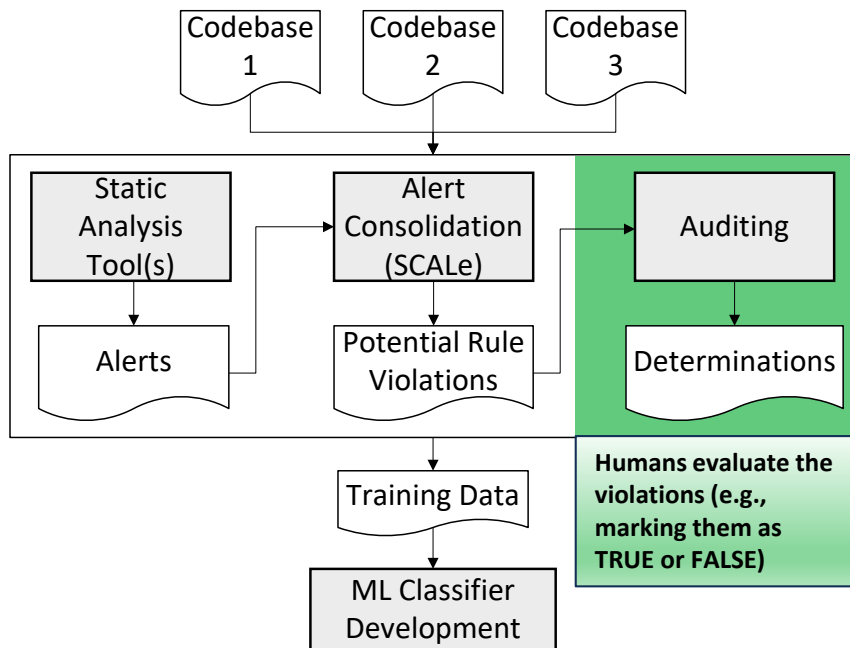 Codebase
1
Codebase
2
Codebase
3
Static
Analysis
Tool(s)
Alert
Consolidation
(SCALe)
Auditing
Alerts
Potential Rule
Violations
Determinations
Humans evaluate the
violations (e.g.,
marking them as
TRUE or FALSE)
Training Data
ML Classifier
Development